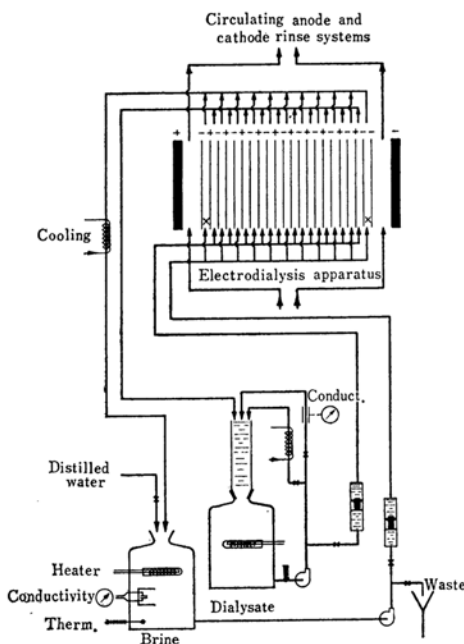 Circulating anode and
cathode rinse systems
Cooling
Electrodialysis apparatus
Conduct.
Distilled
water
Heater
Conductivity
Waste
Dialysate
Therm.
Brine